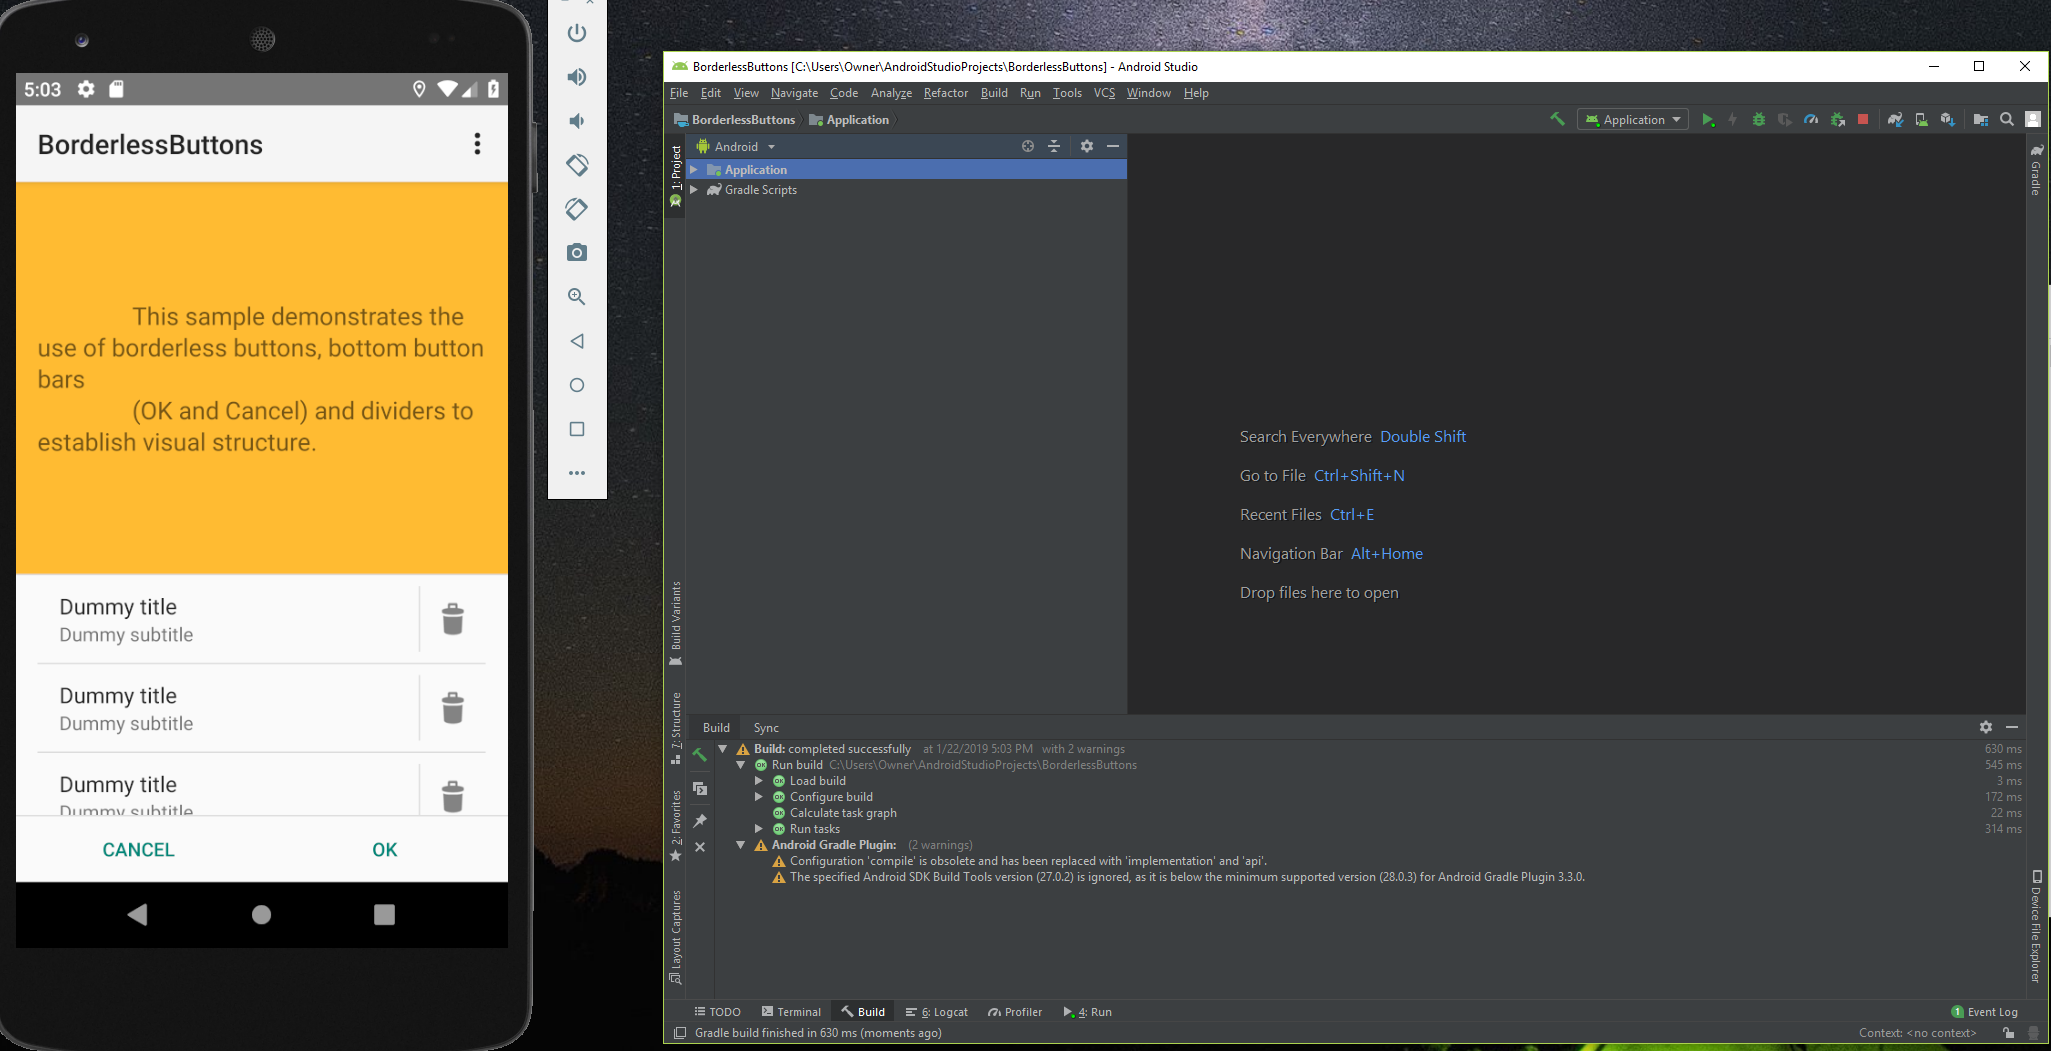 5:03
BorderlessButtons
This sample demonstrates the
use of borderless buttons, bottom button
bars
(OK and Cancel) and dividers to
establish visual structure.
Dummy title
Dummy subtitle
Dummy title
Dummy subtitle
Dummy title
Dummy subtitle
CANCEL OK
BorderlessButtons [C:\Users\Owner\AndroidStudioProjects\BorderlessButtons] - Android Studio
File Edit View Navigate Code Analyze Refactor Build Run Tools VCS Window Help
BorderlessButtons Application
Application
1: Project
Android
Application
Gradle Scripts
Gradle
Search Everywhere Double Shift
Go to File Ctrl+Shift+N
Recent Files Ctrl+E
Navigation Bar Alt+Home
Drop files here to open
Build Variants
7: Structure
2: Favorites
Layout Captures
Build Sync
Build: completed successfully at 1/22/2019 5:03 PM with 2 warnings 630 ms
Run build C:\Users\Owner\AndroidStudioProjects\BorderlessButtons 545 ms
Load build 3 ms
Configure build 172 ms
Calculate task graph 22 ms
Run tasks 314 ms
Android Gradle Plugin: (2 warnings)
Configuration 'compile' is obsolete and has been replaced with 'implementation' and 'api'.
The specified Android SDK Build Tools version (27.0.2) is ignored, as it is below the minimum supported version (28.0.3) for Android Gradle Plugin 3.3.0.
Device File Explorer
TODO Terminal Build 6: Logcat Profiler 4: Run 1 Event Log
Gradle build finished in 630 ms (moments ago) Context: <no context>